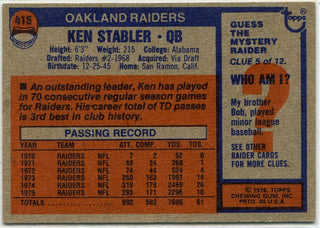 415
OAKLAND RAIDERS
KEN STABLER · QB
Height: 6'3" Weight: 215 College: Alabama
Drafted: Raiders #2-1968 Acquired: Via Draft
Birthdate: 12-25-45 Home: San Ramon, Calif.
An outstanding leader, Ken has played in
70 consecutive regular season games
for Raiders. His career total of TD passes
is 3rd best in club history.
PASSING RECORD
YEAR TEAM ATT. COMP. YDS. TDS.
1970 RAIDERS NFL 7 2 52 0
1971 RAIDERS NFL 48 24 268 1
1972 RAIDERS NFL 74 44 524 4
1973 RAIDERS NFL 260 163 1997 14
1974 RAIDERS NFL 310 178 2469 26
1975 RAIDERS NFL 293 171 2296 16
TOTALS 992 582 7606 61
GUESS
THE
MYSTERY
RAIDER
topps
CLUE 5 of 12.
WHO AM I?
My brother
Bob, played
minor league
baseball.
SEE OTHER
RAIDER CARDS
FOR MORE CLUES.
© 1976 TOPPS
CHEWING GUM, INC.
PRTD. IN U.S.A.